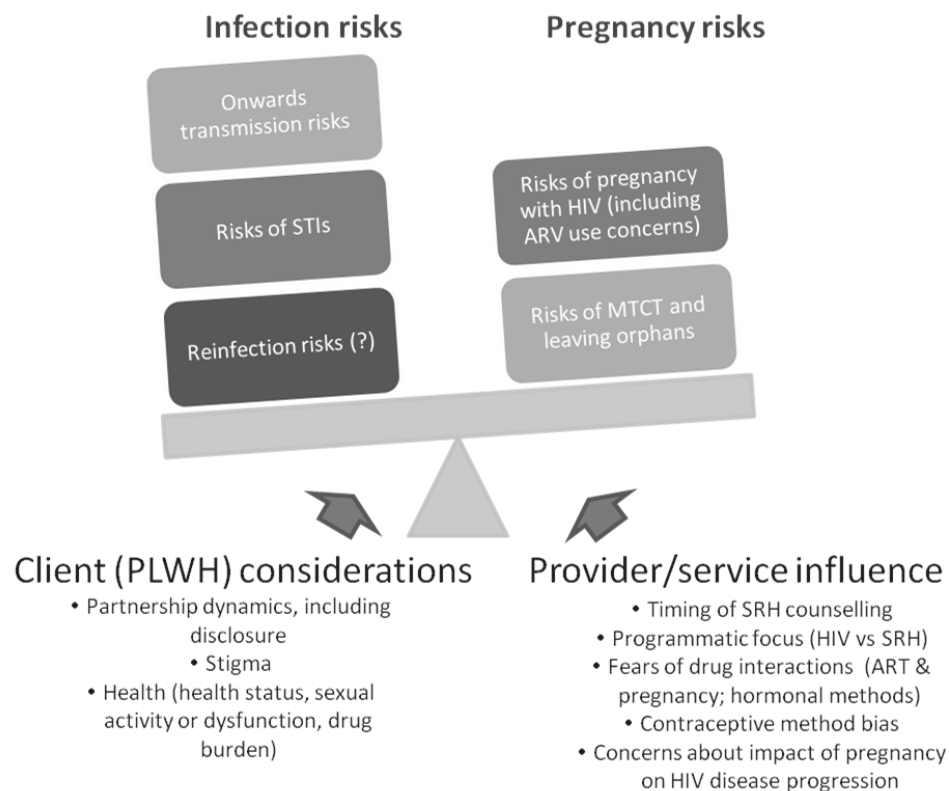 Infection risks
Pregnancy risks
Onwards
transmission risks
Risks of STIs
Reinfection risks (?)
Risks of pregnancy
with HIV (including
ARV use concerns)
Risks of MTCT and
leaving orphans
Client (PLWH) considerations
• Partnership dynamics, including
disclosure
• Stigma
• Health (health status, sexual
activity or dysfunction, drug
burden)
Provider/service influence
• Timing of SRH counselling
• Programmatic focus (HIV vs SRH)
• Fears of drug interactions (ART &
pregnancy; hormonal methods)
• Contraceptive method bias
• Concerns about impact of pregnancy
on HIV disease progression